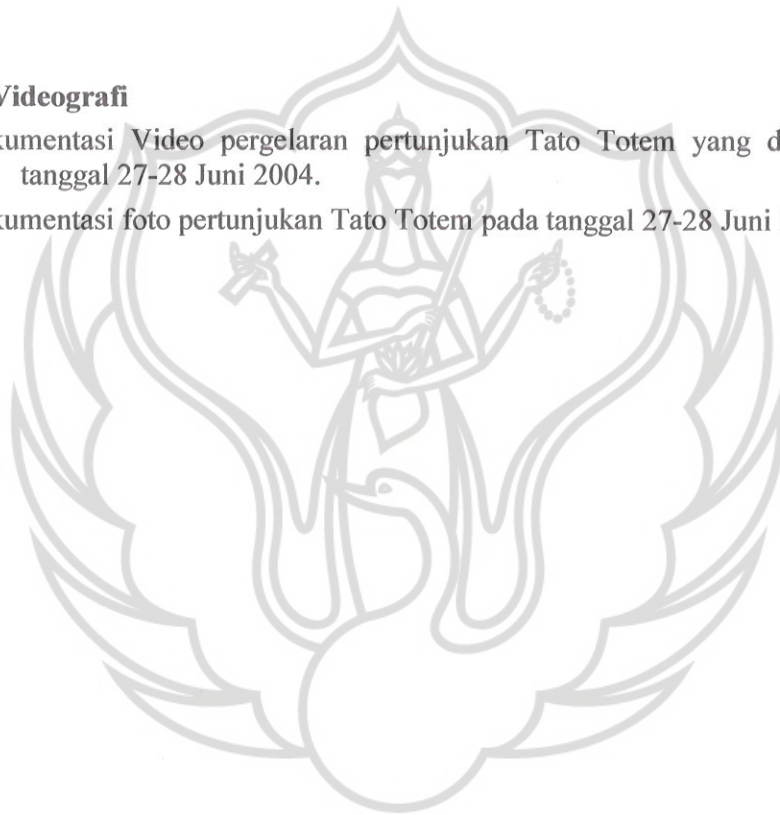 Videografi
kumentasi Video pergelaran pertunjukan Tato Totem yang d
tanggal 27-28 Juni 2004.
kumentasi foto pertunjukan Tato Totem pada tanggal 27-28 Juni